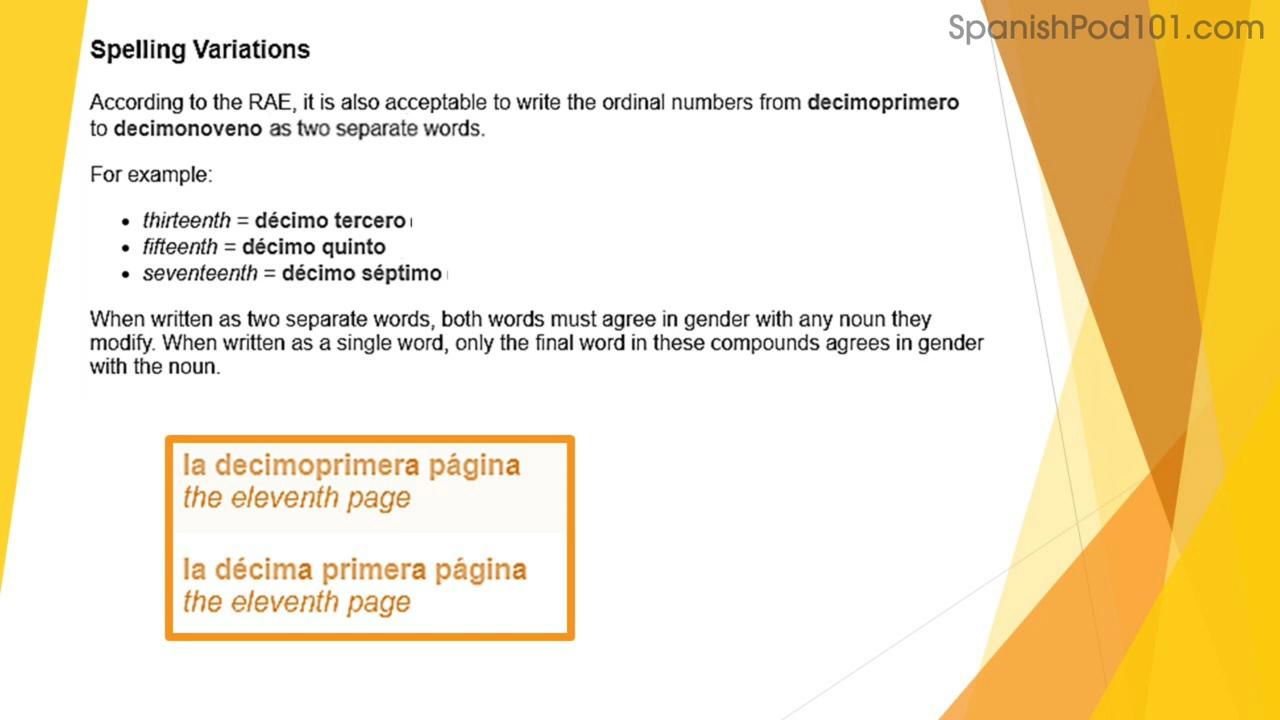 SpanishPod101.com
Spelling Variations
According to the RAE, it is also acceptable to write the ordinal numbers from decimoprimero
to decimonoveno as two separate words.
For example:
• thirteenth = décimo tercero
• fifteenth = décimo quinto
• seventeenth = décimo séptimo
When written as two separate words, both words must agree in gender with any noun they
modify. When written as a single word, only the final word in these compounds agrees in gender
with the noun.
la decimoprimera página
the eleventh page
la décima primera página
the eleventh page